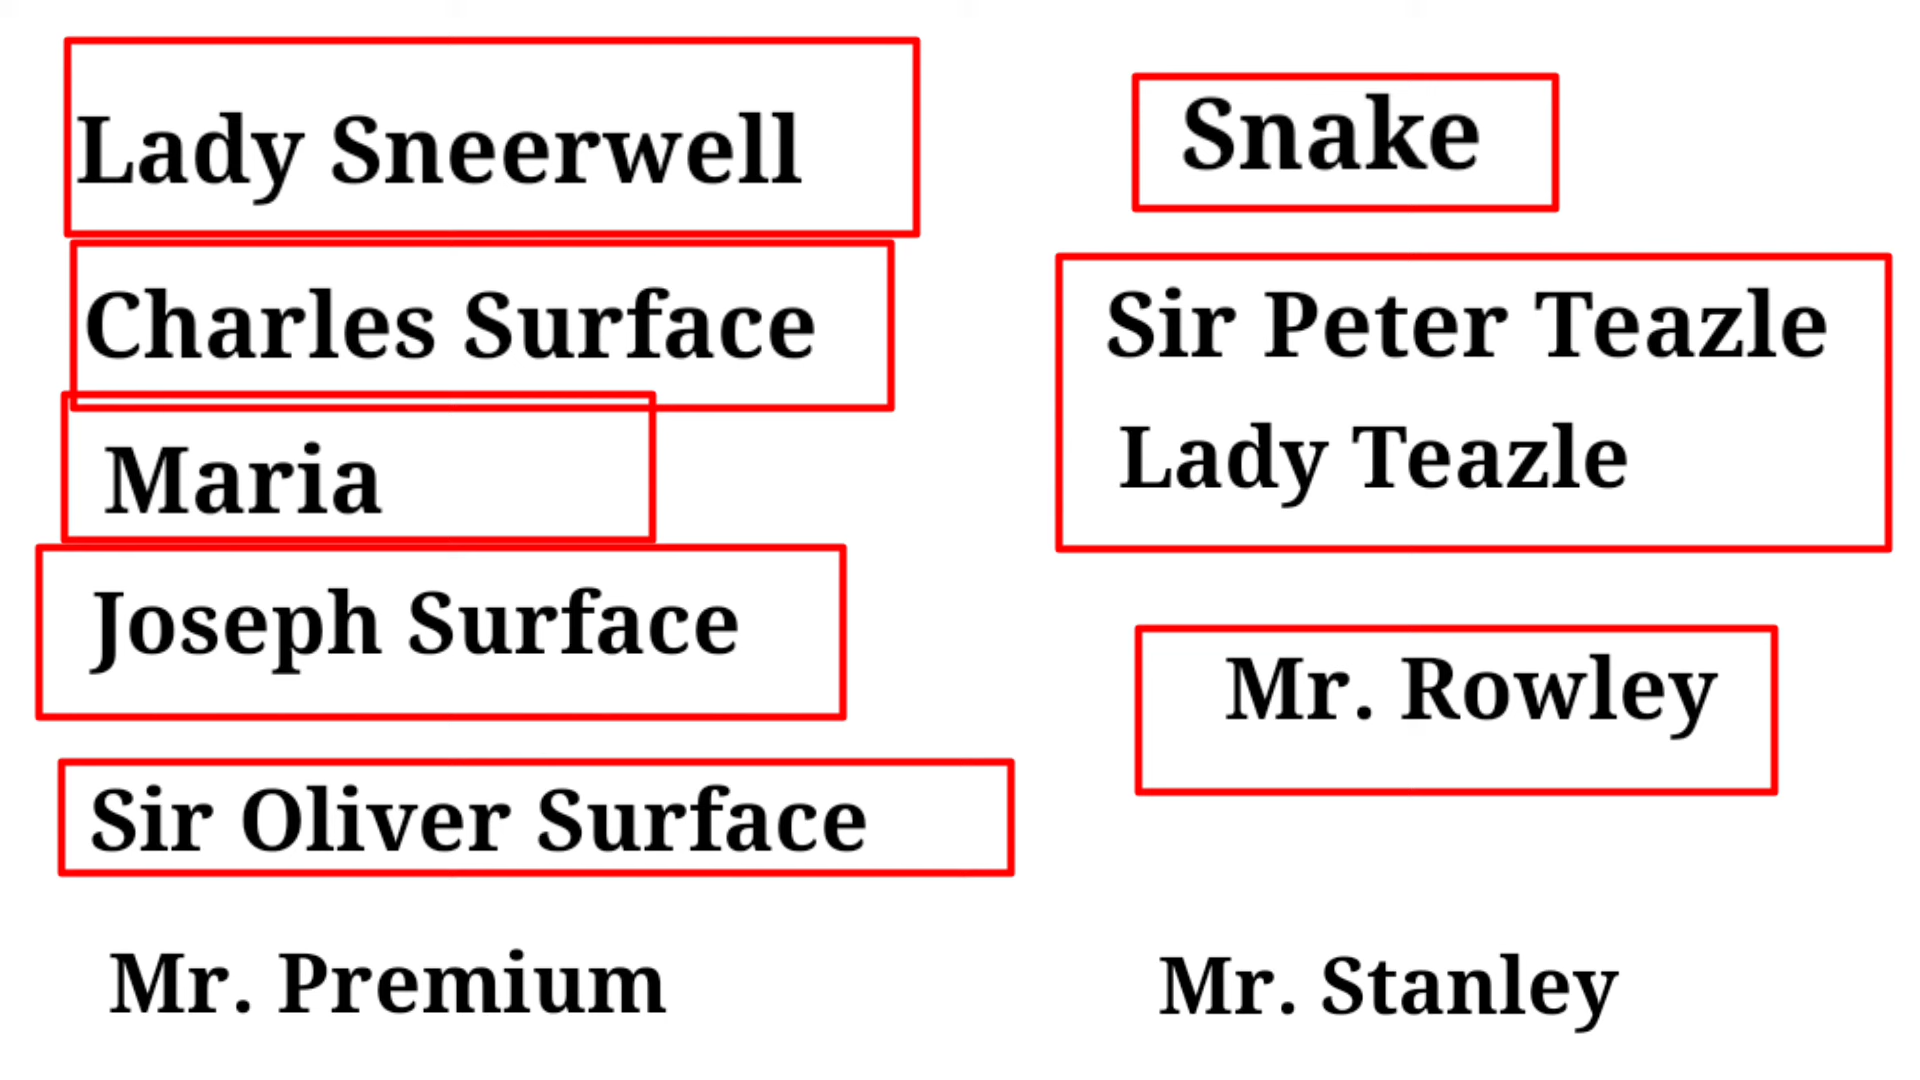 Lady Sneerwell
Charles Surface
Maria
Joseph Surface
Sir Oliver Surface
Mr. Premium
Snake
Sir Peter Teazle
Lady Teazle
Mr. Rowley
Mr. Stanley